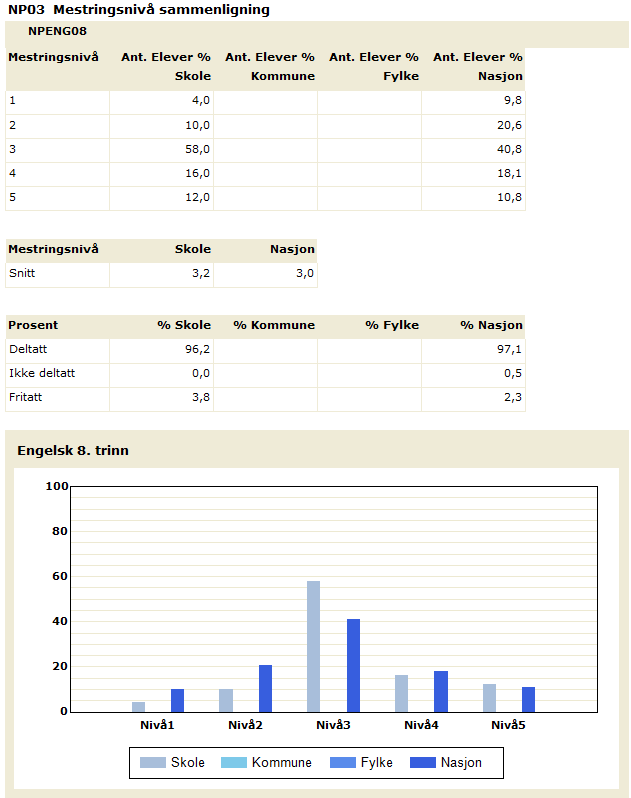 NP03 Mestringsnivå sammenligning
NPENG08
Mestringsnivå Ant. Elever % Skole Ant. Elever % Kommune Ant. Elever % Fylke Ant. Elever % Nasjon
1 4,0 9,8
2 10,0 20,6
3 58,0 40,8
4 16,0 18,1
5 12,0 10,8
Mestringsnivå Skole Nasjon
Snitt 3,2 3,0
Prosent % Skole % Kommune % Fylke % Nasjon
Deltatt 96,2 97,1
Ikke deltatt 0,0 0,5
Fritatt 3,8 2,3
Engelsk 8. trinn
100
80
60
40
20
0
Nivå1 Nivå2 Nivå3 Nivå4 Nivå5
Skole Kommune Fylke Nasjon